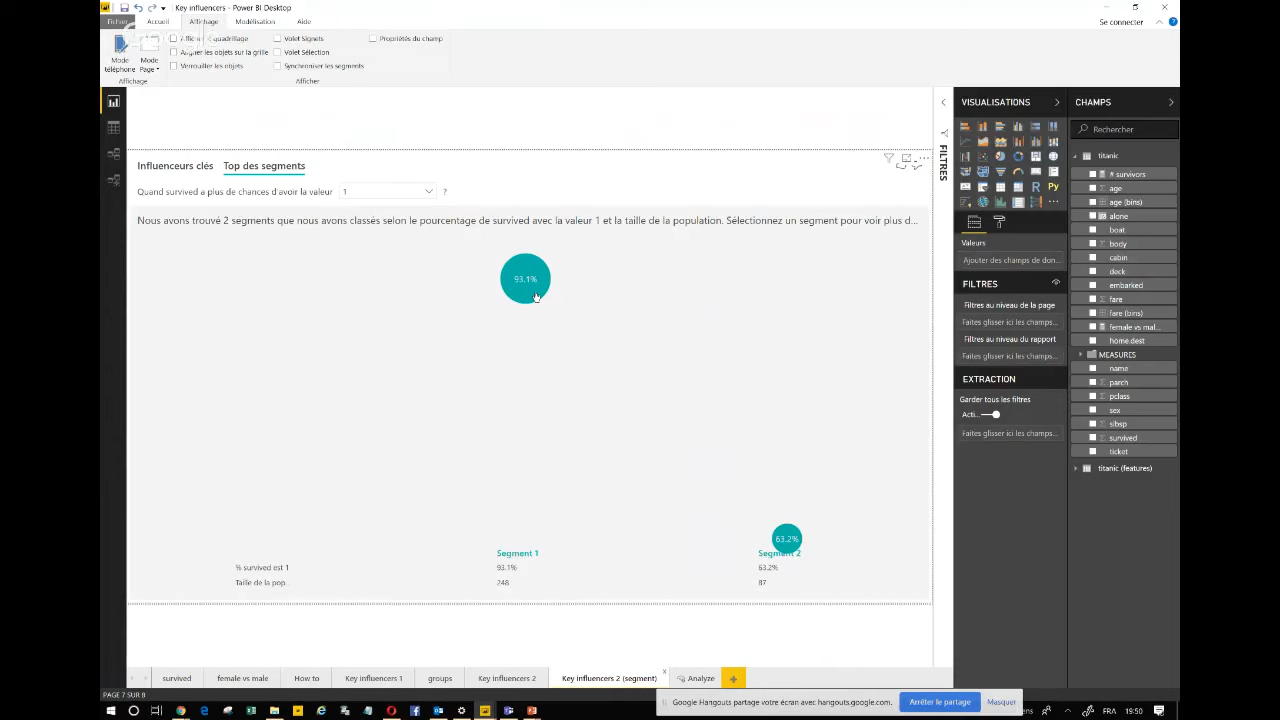 Key influencers - Power BI Desktop
Se connecter
Fichier Accueil Affichage Modélisation Aide
Google
Mode téléphone
Mode Page
Afficher le quadrillage
Aligner les objets sur la grille
Verrouiller les objets
Volet Signets
Volet Sélection
Synchroniser les segments
Propriétés du champ
Affichage
Afficher
Influenceurs clés Top des segments
Quand survived a plus de chances d'avoir la valeur 1 ?
Nous avons trouvé 2 segments que nous avons classés selon le pourcentage de survived avec la valeur 1 et la taille de la population. Sélectionnez un segment pour voir plus d...
93.1%
63.2%
Segment 1 Segment 2
% survived est 1 93.1% 63.2%
Taille de la pop... 248 87
FILTRES
VISUALISATIONS
R Py
Valeurs
Ajouter des champs de don...
FILTRES
Filtres au niveau de la page
Faites glisser ici les champs...
Filtres au niveau du rapport
Faites glisser ici les champs...
EXTRACTION
Garder tous les filtres
Acti...
Faites glisser ici les champs...
CHAMPS
Rechercher
titanic
# survivors
age
age (bins)
alone
boat
body
cabin
deck
embarked
fare
fare (bins)
female vs mal...
home.dest
MEASURES
name
parch
pclass
sex
sibsp
survived
ticket
titanic (features)
survived female vs male How to Key influencers 1 groups Key influencers 2 Key influencers 2 (segment) Analyze
PAGE 7 SUR 8
Google Hangouts partage votre écran avec hangouts.google.com. Arrêter le partage Masquer
FRA 19:50